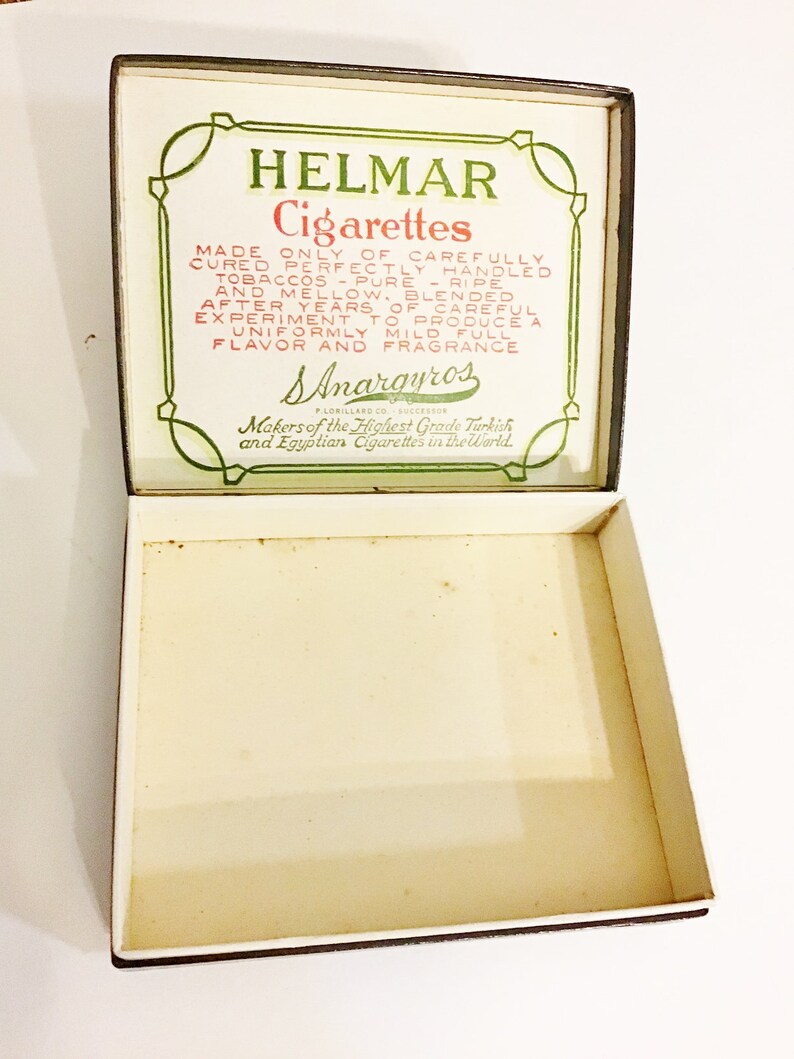 HELMAR
Cigarettes
MADE ONLY OF CAREFULLY
CURED PERFECTLY HANDLED
TOBACCOS - PURE - RIPE
AND MELLOW, BLENDED
AFTER YEARS OF CAREFUL
EXPERIMENT TO PRODUCE A
UNIFORMLY MILD FULL
FLAVOR AND FRAGRANCE
S Anargyros
P. LORILLARD CO. - SUCCESSOR
Makers of the Highest Grade Turkish
and Egyptian Cigarettes in the World.